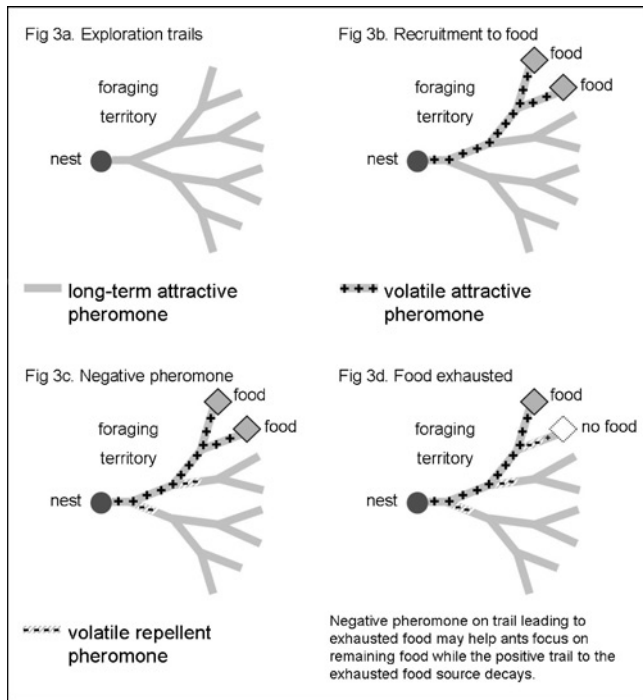 Fig 3a. Exploration trails
foraging
territory
nest
long-term attractive
pheromone
Fig 3b. Recruitment to food
food
food
foraging
territory
nest
volatile attractive
pheromone
Fig 3c. Negative pheromone
food
food
foraging
territory
nest
volatile repellent
pheromone
Fig 3d. Food exhausted
food
no food
foraging
territory
nest
Negative pheromone on trail leading to
exhausted food may help ants focus on
remaining food while the positive trail to the
exhausted food source decays.